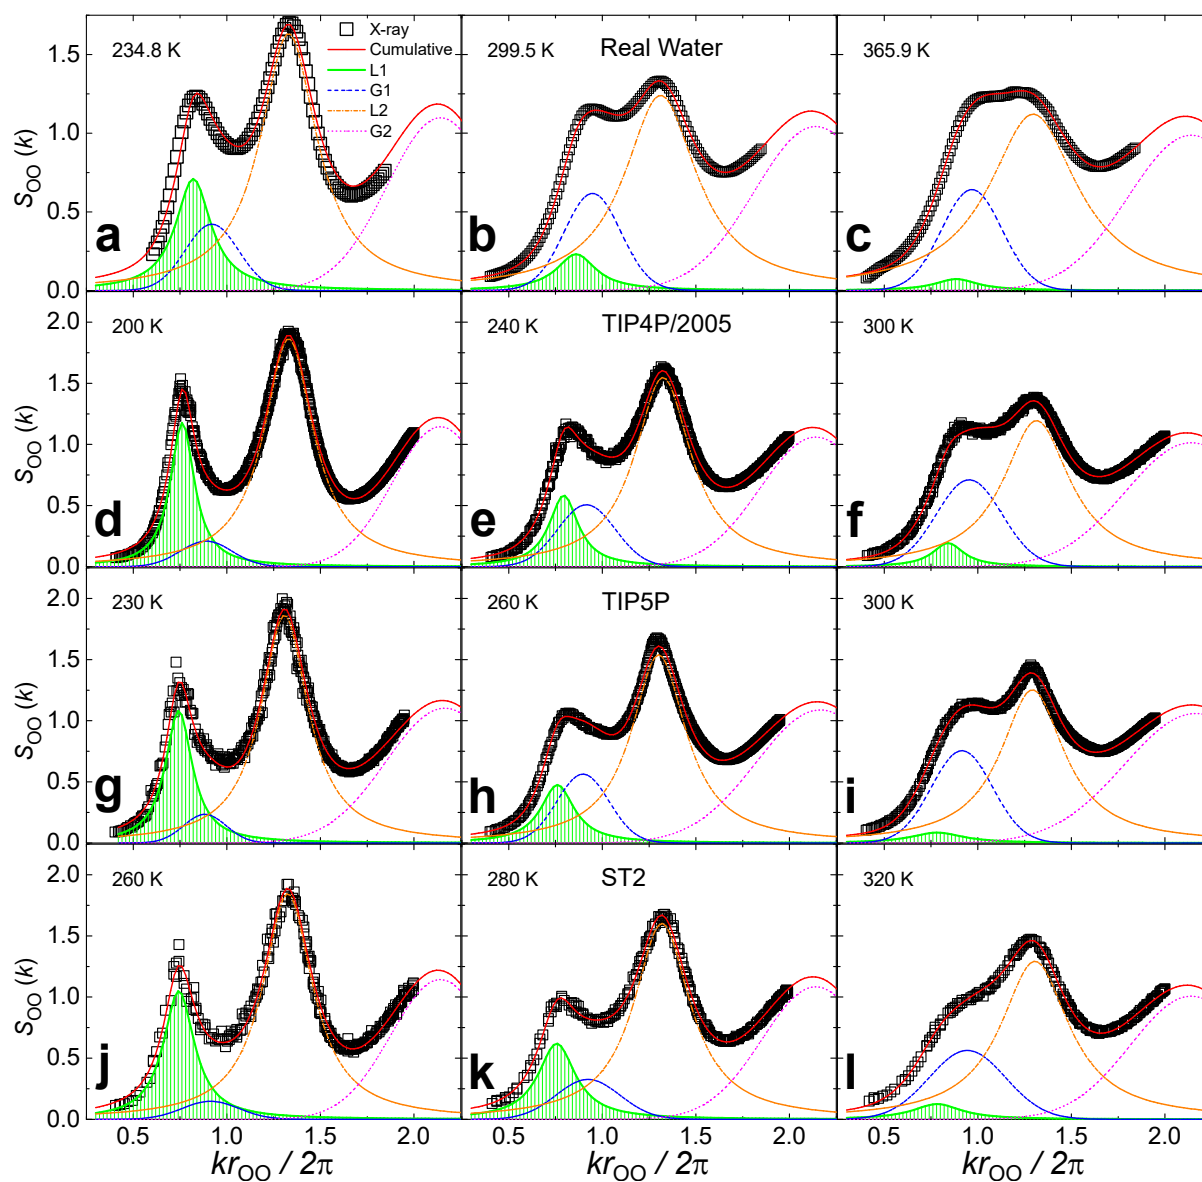 234.8 K
X-ray
Cumulative
L1
G1
L2
G2
299.5 K
Real Water
365.9 K
S_OO (k)
1.5
1.0
0.5
0.0
a
b
c
200 K
240 K
TIP4P/2005
300 K
S_OO (k)
2.0
1.5
1.0
0.5
0.0
d
e
f
230 K
260 K
TIP5P
300 K
S_OO (k)
2.0
1.5
1.0
0.5
0.0
g
h
i
260 K
280 K
ST2
320 K
S_OO (k)
2.0
1.5
1.0
0.5
0.0
j
k
l
0.5 1.0 1.5 2.0 0.5 1.0 1.5 2.0 0.5 1.0 1.5 2.0
kr_OO / 2π kr_OO / 2π kr_OO / 2π